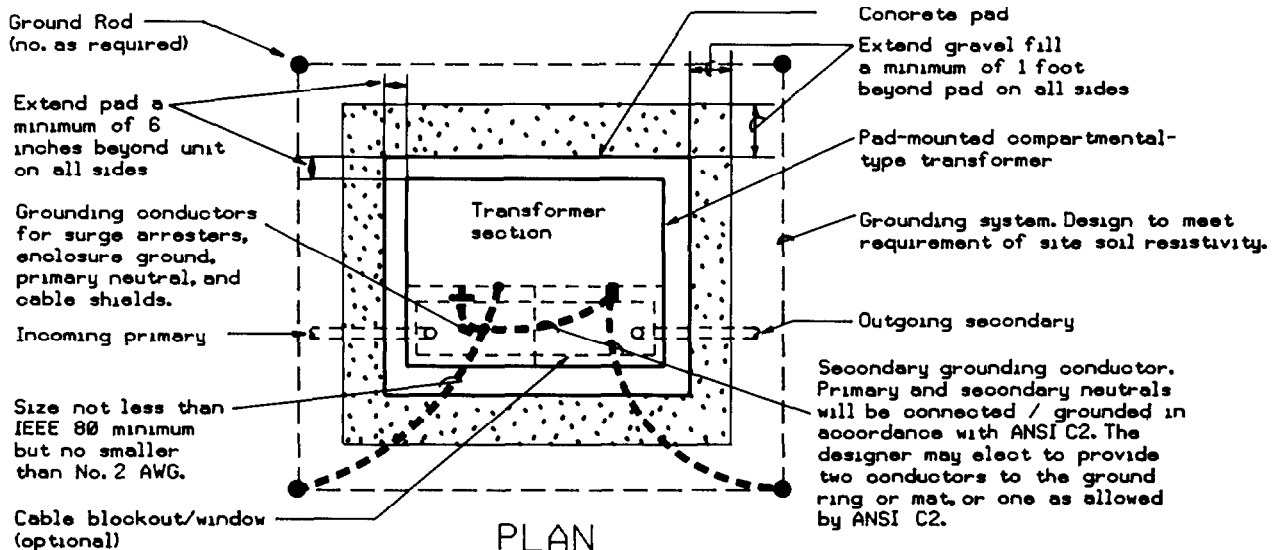 Ground Rod
(no. as required)
Extend pad a
minimum of 6
inches beyond unit
on all sides
Grounding conductors
for surge arresters,
enclosure ground,
primary neutral, and
cable shields.
Incoming primary
Size not less than
IEEE 80 minimum
but no smaller
than No. 2 AWG.
Cable blockout/window
(optional)
Transformer
section
PLAN
Concrete pad
Extend gravel fill
a minimum of 1 foot
beyond pad on all sides
Pad-mounted compartmental-
type transformer
Grounding system. Design to meet
requirement of site soil resistivity.
Outgoing secondary
Secondary grounding conductor.
Primary and secondary neutrals
will be connected / grounded in
accordance with ANSI C2. The
designer may elect to provide
two conductors to the ground
ring or mat, or one as allowed
by ANSI C2.